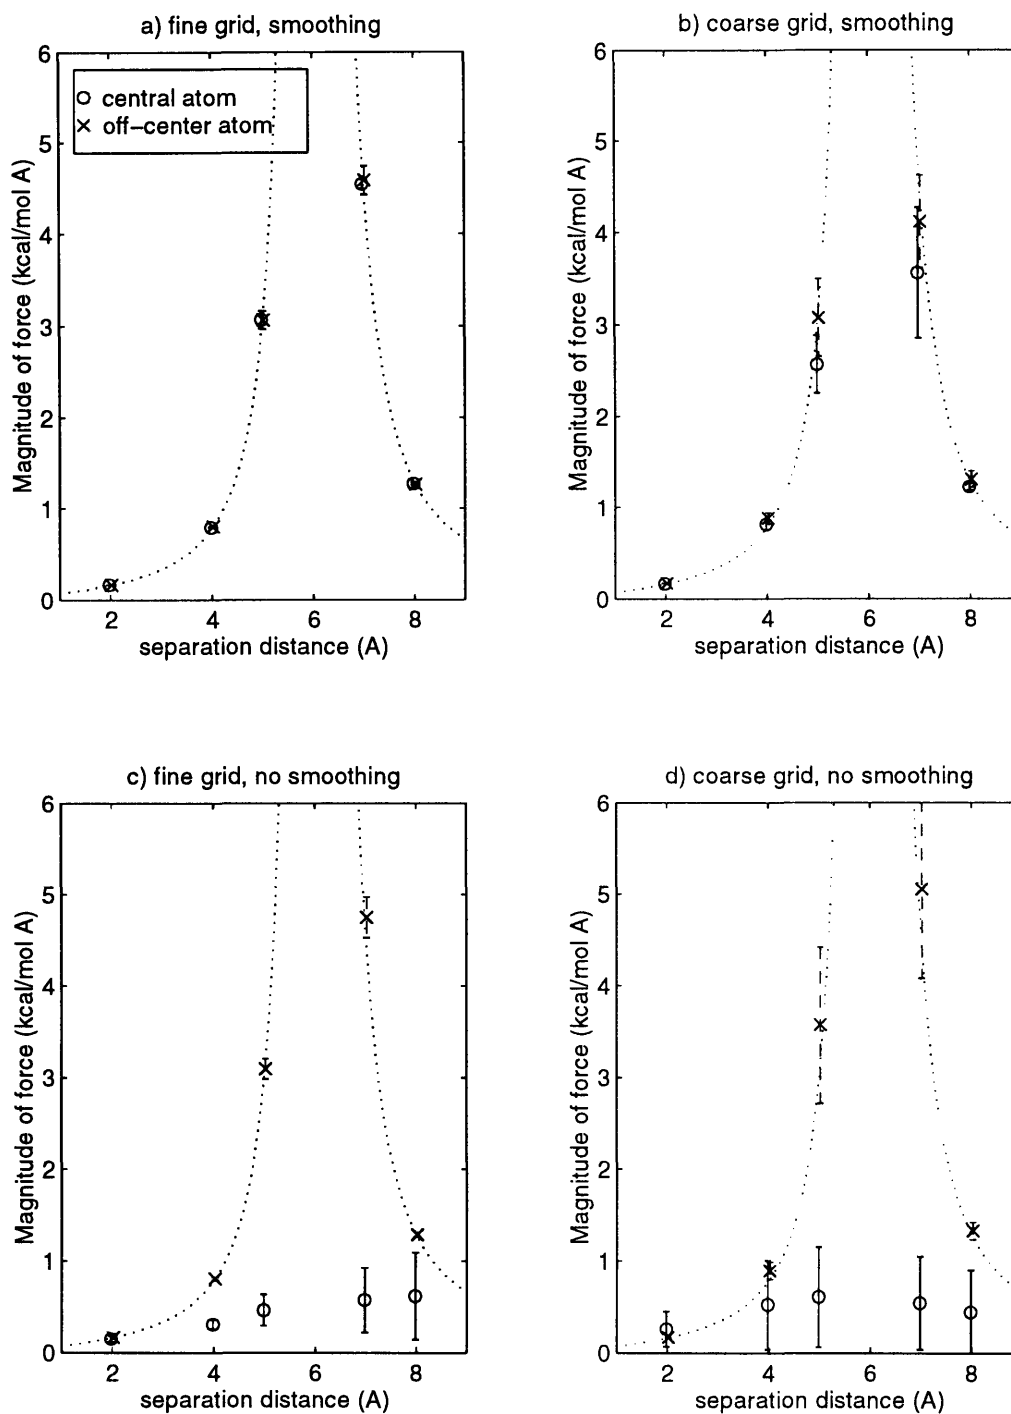 a) fine grid, smoothing
6
5
4
3
2
1
0
Magnitude of force (kcal/mol A)
central atom
off-center atom
2 4 6 8
separation distance (A)
b) coarse grid, smoothing
6
5
4
3
2
1
0
Magnitude of force (kcal/mol A)
2 4 6 8
separation distance (A)
c) fine grid, no smoothing
6
5
4
3
2
1
0
Magnitude of force (kcal/mol A)
2 4 6 8
separation distance (A)
d) coarse grid, no smoothing
6
5
4
3
2
1
0
Magnitude of force (kcal/mol A)
2 4 6 8
separation distance (A)